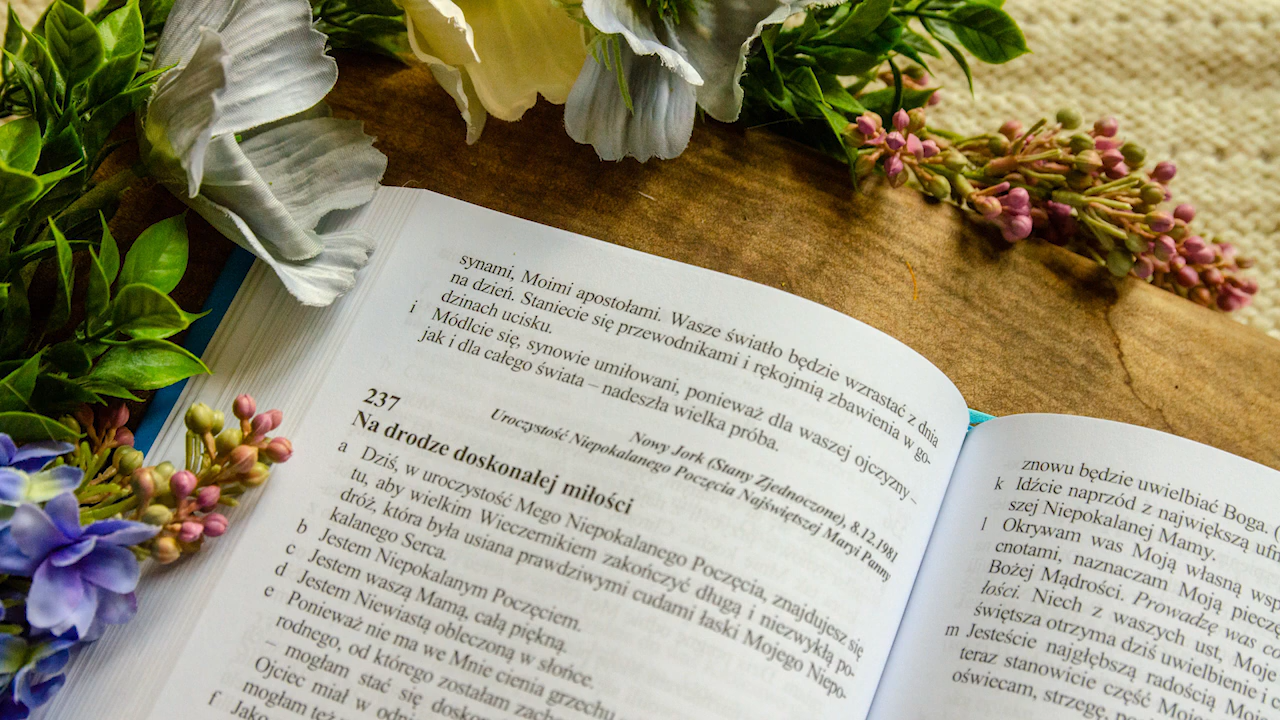 synami, Moimi apostołami. Wasze światło będzie wzrastać z dnia
na dzień. Staniecie się przewodnikami i rękojmią zbawienia w go-
dzinach ucisku.
i Módlcie się, synowie umiłowani, ponieważ dla waszej ojczyzny –
jak i dla całego świata – nadeszła wielka próba.
237
Nowy Jork (Stany Zjednoczone), 8.12.1981
Uroczystość Niepokalanego Poczęcia Najświętszej Maryi Panny
Na drodze doskonałej miłości
a Dziś, w uroczystość Mego Niepokalanego Poczęcia, znajdujesz się
tu, aby wielkim Wieczernikiem zakończyć długą i niezwykłą po-
dróż, która była usiana prawdziwymi cudami łaski Mojego Niepo-
kalanego Serca.
b Jestem Niepokalanym Poczęciem.
c Jestem waszą Mamą, całą piękną.
d Jestem Niewiastą obleczoną w słońce.
e Ponieważ nie ma we Mnie cienia grzechu
rodnego, od którego zostałam
– mogłam stać się
Ojciec miał w
mogłam też
f Jako
znowu będzie uwielbiać Boga.
k Idźcie naprzód z największą
szej Niepokalanej Mamy.
l Okrywam was Moją własną
cnotami, naznaczam Moją
Bożej Mądrości. Prowadzę was
łości. Niech z waszych ust, Moje
świętsza otrzyma dziś uwielbienie i
m Jesteście najgłębszą radością
teraz stanowicie część
oświecam, strzegę,